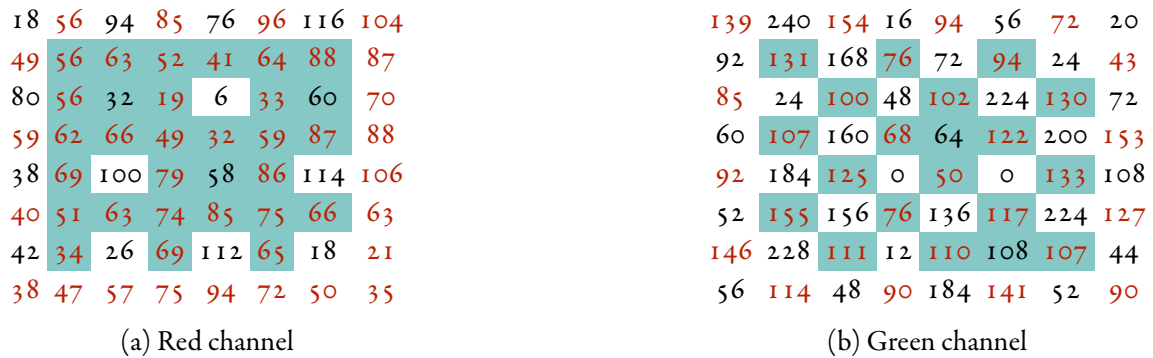 18 56 94 85 76 96 116 104
49 56 63 52 41 64 88 87
80 56 32 19 6 33 60 70
59 62 66 49 32 59 87 88
38 69 100 79 58 86 114 106
40 51 63 74 85 75 66 63
42 34 26 69 112 65 18 21
38 47 57 75 94 72 50 35
(a) Red channel
139 240 154 16 94 56 72 20
92 131 168 76 72 94 24 43
85 24 100 48 102 224 130 72
60 107 160 68 64 122 200 153
92 184 125 0 50 0 133 108
52 155 156 76 136 117 224 127
146 228 111 12 110 108 107 44
56 114 48 90 184 141 52 90
(b) Green channel